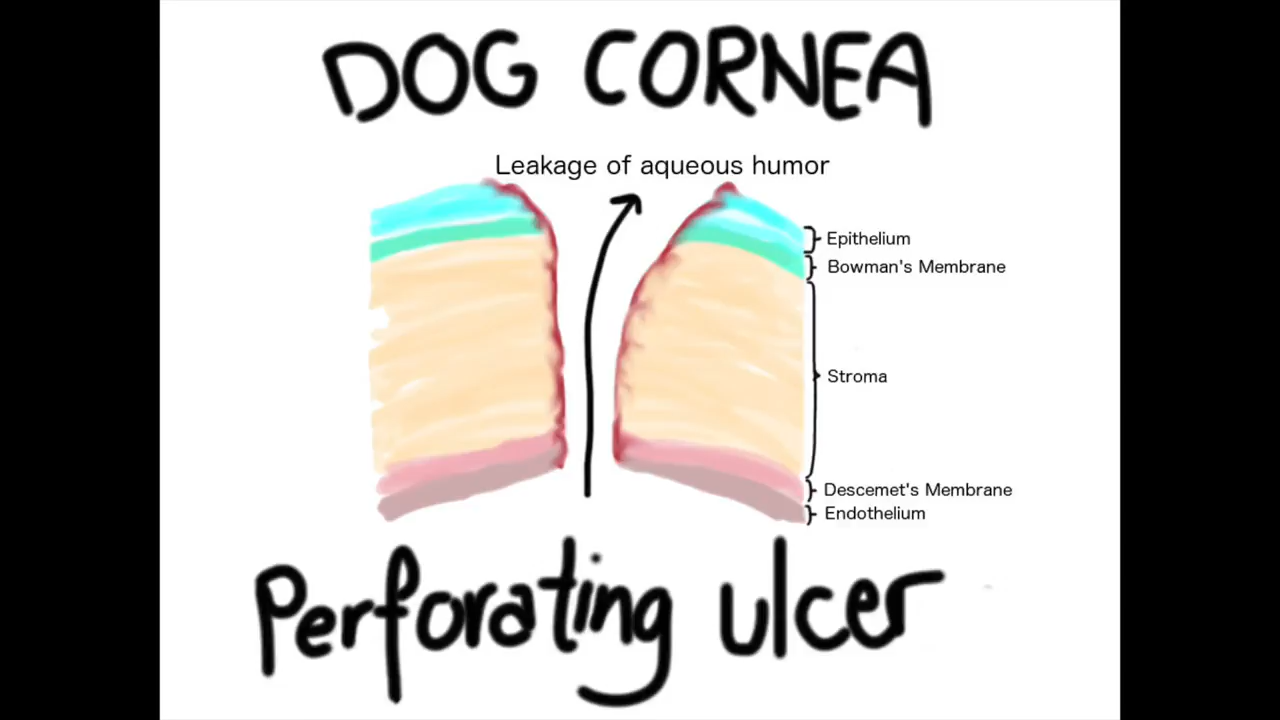 DOG CORNEA
Leakage of aqueous humor
Epithelium
Bowman's Membrane
Stroma
Descemet's Membrane
Endothelium
Perforating ulcer